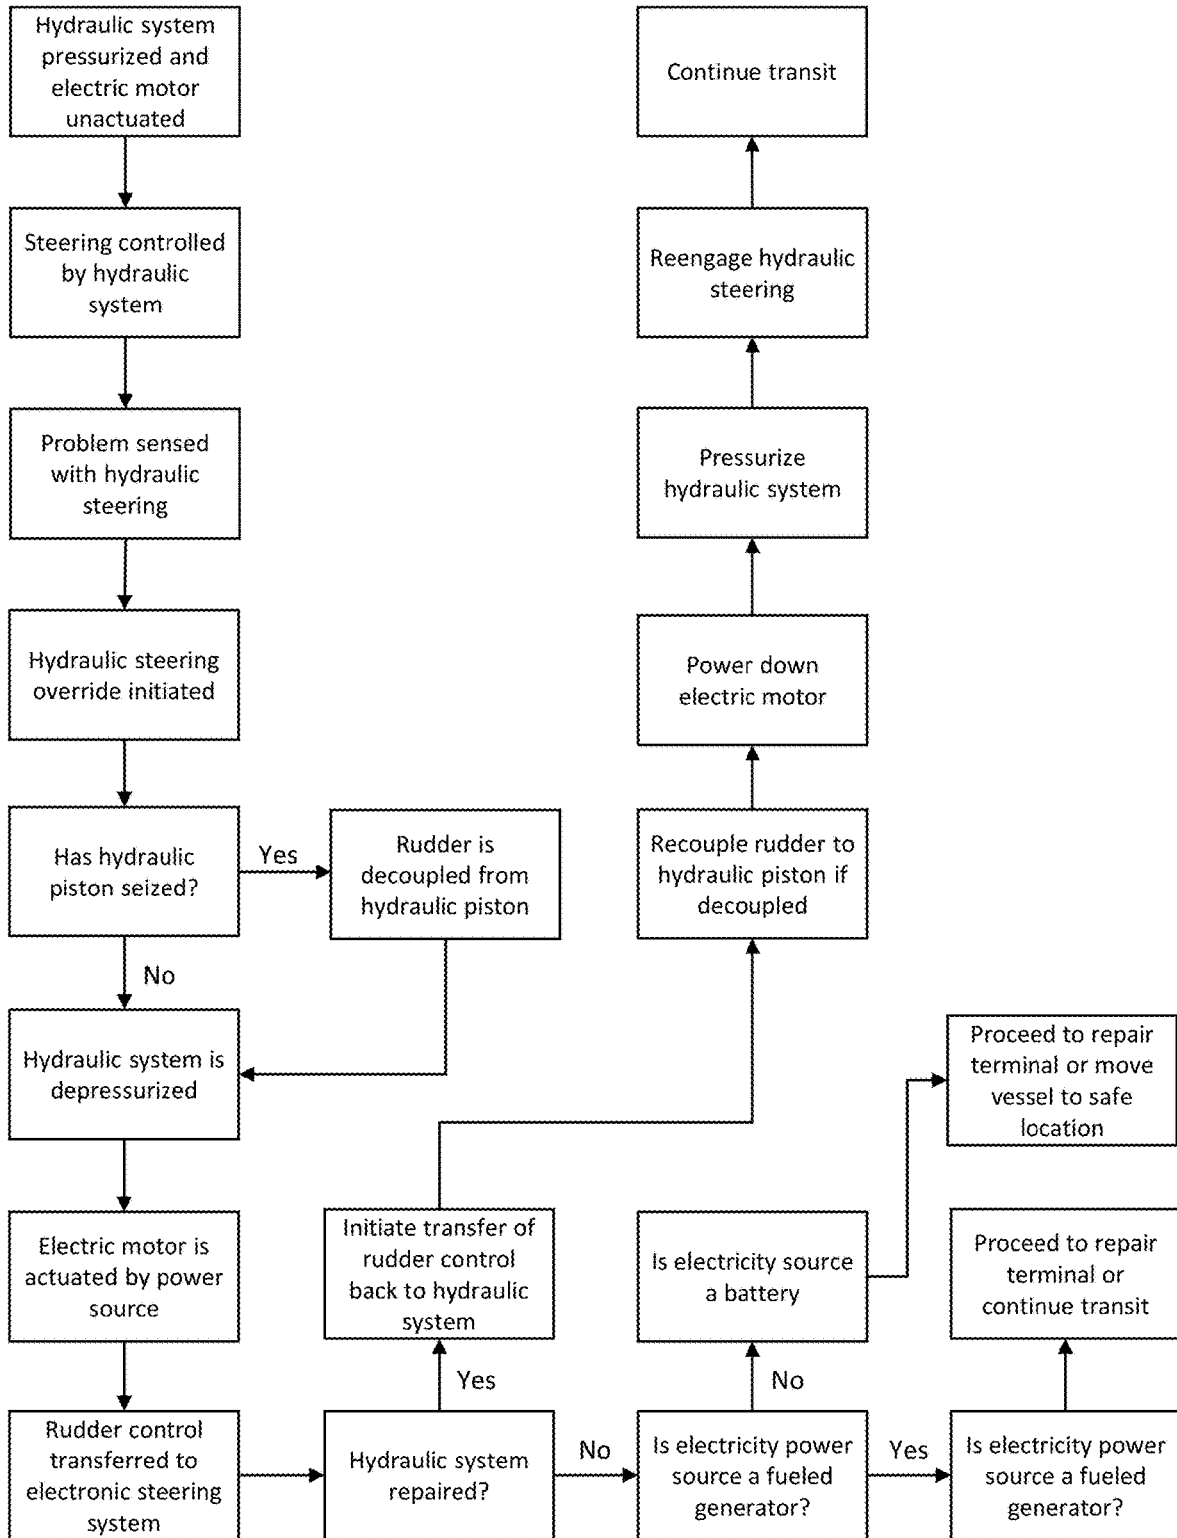 Hydraulic system
pressurized and
electric motor
unactuated
Steering controlled
by hydraulic
system
Problem sensed
with hydraulic
steering
Hydraulic steering
override initiated
Has hydraulic
piston seized?
Yes
Rudder is
decoupled from
hydraulic piston
No
Hydraulic system is
depressurized
Electric motor is
actuated by power
source
Rudder control
transferred to
electronic steering
system
Hydraulic system
repaired?
Yes
Initiate transfer of
rudder control
back to hydraulic
system
Recouple rudder to
hydraulic piston if
decoupled
Power down
electric motor
Pressurize
hydraulic system
Reengage hydraulic
steering
Continue transit
No
Is electricity power
source a fueled
generator?
No
Is electricity source
a battery
Proceed to repair
terminal or move
vessel to safe
location
Yes
Is electricity power
source a fueled
generator?
Proceed to repair
terminal or
continue transit